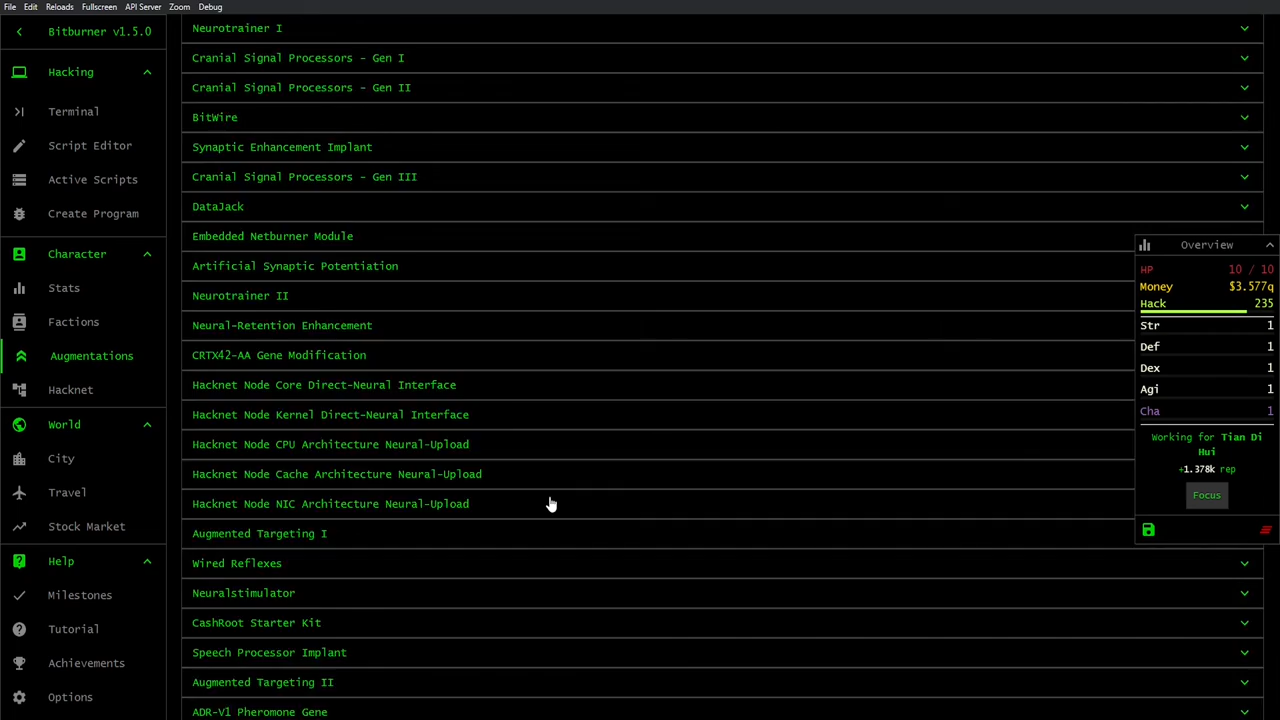 File Edit Reloads Fullscreen API Server Zoom Debug
Bitburner v1.5.0
Hacking
Terminal
Script Editor
Active Scripts
Create Program
Character
Stats
Factions
Augmentations
Hacknet
World
City
Travel
Stock Market
Help
Milestones
Tutorial
Achievements
Options
Neurotrainer I
Cranial Signal Processors - Gen I
Cranial Signal Processors - Gen II
BitWire
Synaptic Enhancement Implant
Cranial Signal Processors - Gen III
DataJack
Embedded Netburner Module
Artificial Synaptic Potentiation
Neurotrainer II
Neural-Retention Enhancement
CRTX42-AA Gene Modification
Hacknet Node Core Direct-Neural Interface
Hacknet Node Kernel Direct-Neural Interface
Hacknet Node CPU Architecture Neural-Upload
Hacknet Node Cache Architecture Neural-Upload
Hacknet Node NIC Architecture Neural-Upload
Augmented Targeting I
Wired Reflexes
Neuralstimulator
CashRoot Starter Kit
Speech Processor Implant
Augmented Targeting II
ADR-V1 Pheromone Gene
Overview
HP 10 / 10
Money $3.577q
Hack 235
Str 1
Def 1
Dex 1
Agi 1
Cha 1
Working for Tian Di
Hui
+1.378k rep
Focus